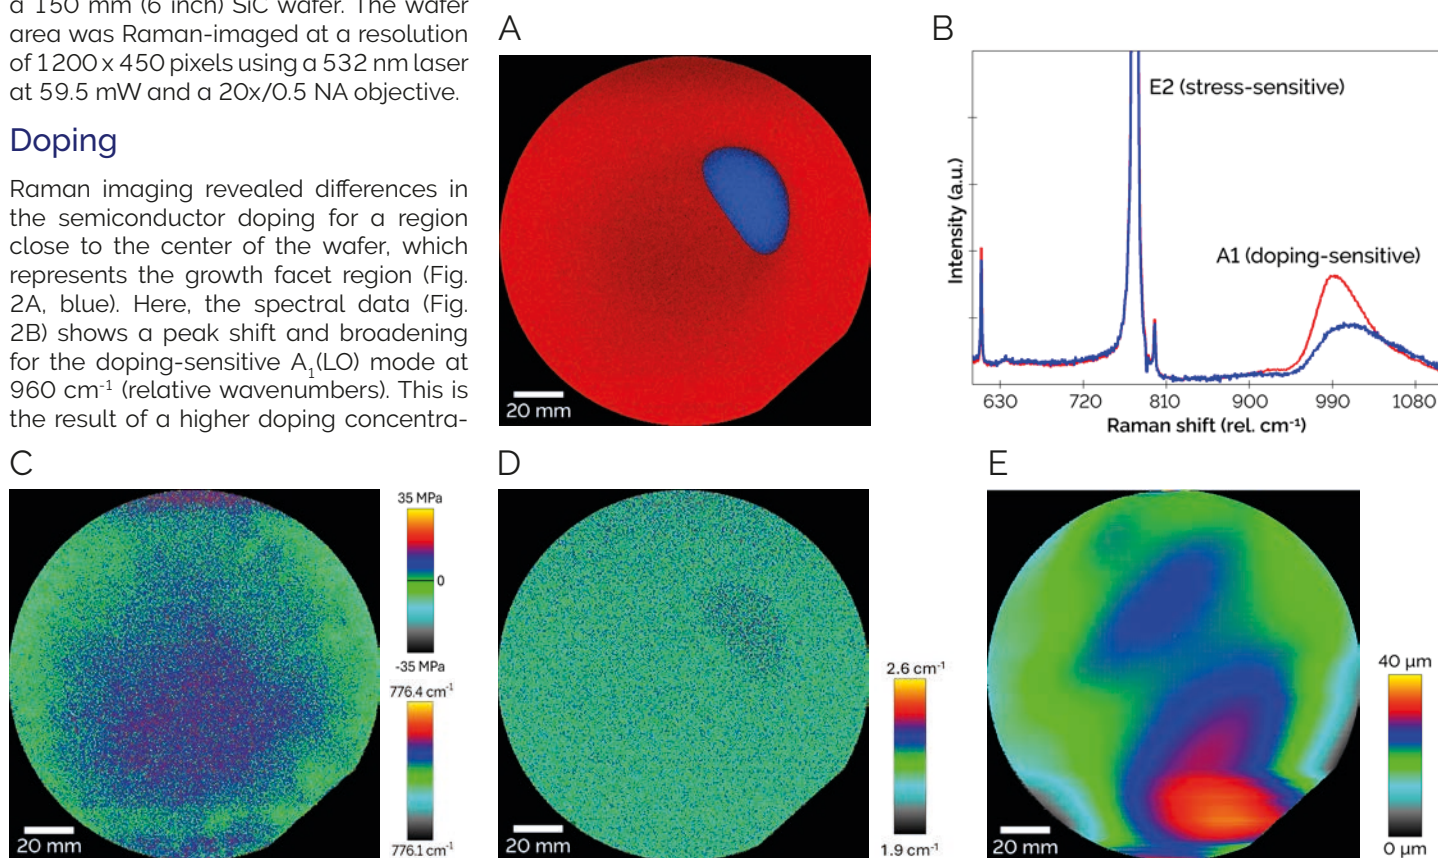 a 150 mm (6 inch) SiC wafer. The wafer
area was Raman-imaged at a resolution
of 1200 x 450 pixels using a 532 nm laser
at 59.5 mW and a 20x/0.5 NA objective.
Doping
Raman imaging revealed differences in
the semiconductor doping for a region
close to the center of the wafer, which
represents the growth facet region (Fig.
2A, blue). Here, the spectral data (Fig.
2B) shows a peak shift and broadening
for the doping-sensitive A₁(LO) mode at
960 cm⁻¹ (relative wavenumbers). This is
the result of a higher doping concentra-
A
20 mm
B
E2 (stress-sensitive)
A1 (doping-sensitive)
Intensity (a.u.)
630 720 810 900 990 1080
Raman shift (rel. cm⁻¹)
C
35 MPa
0
-35 MPa
776.4 cm⁻¹
776.1 cm⁻¹
20 mm
D
2.6 cm⁻¹
1.9 cm⁻¹
20 mm
E
40 µm
0 µm
20 mm